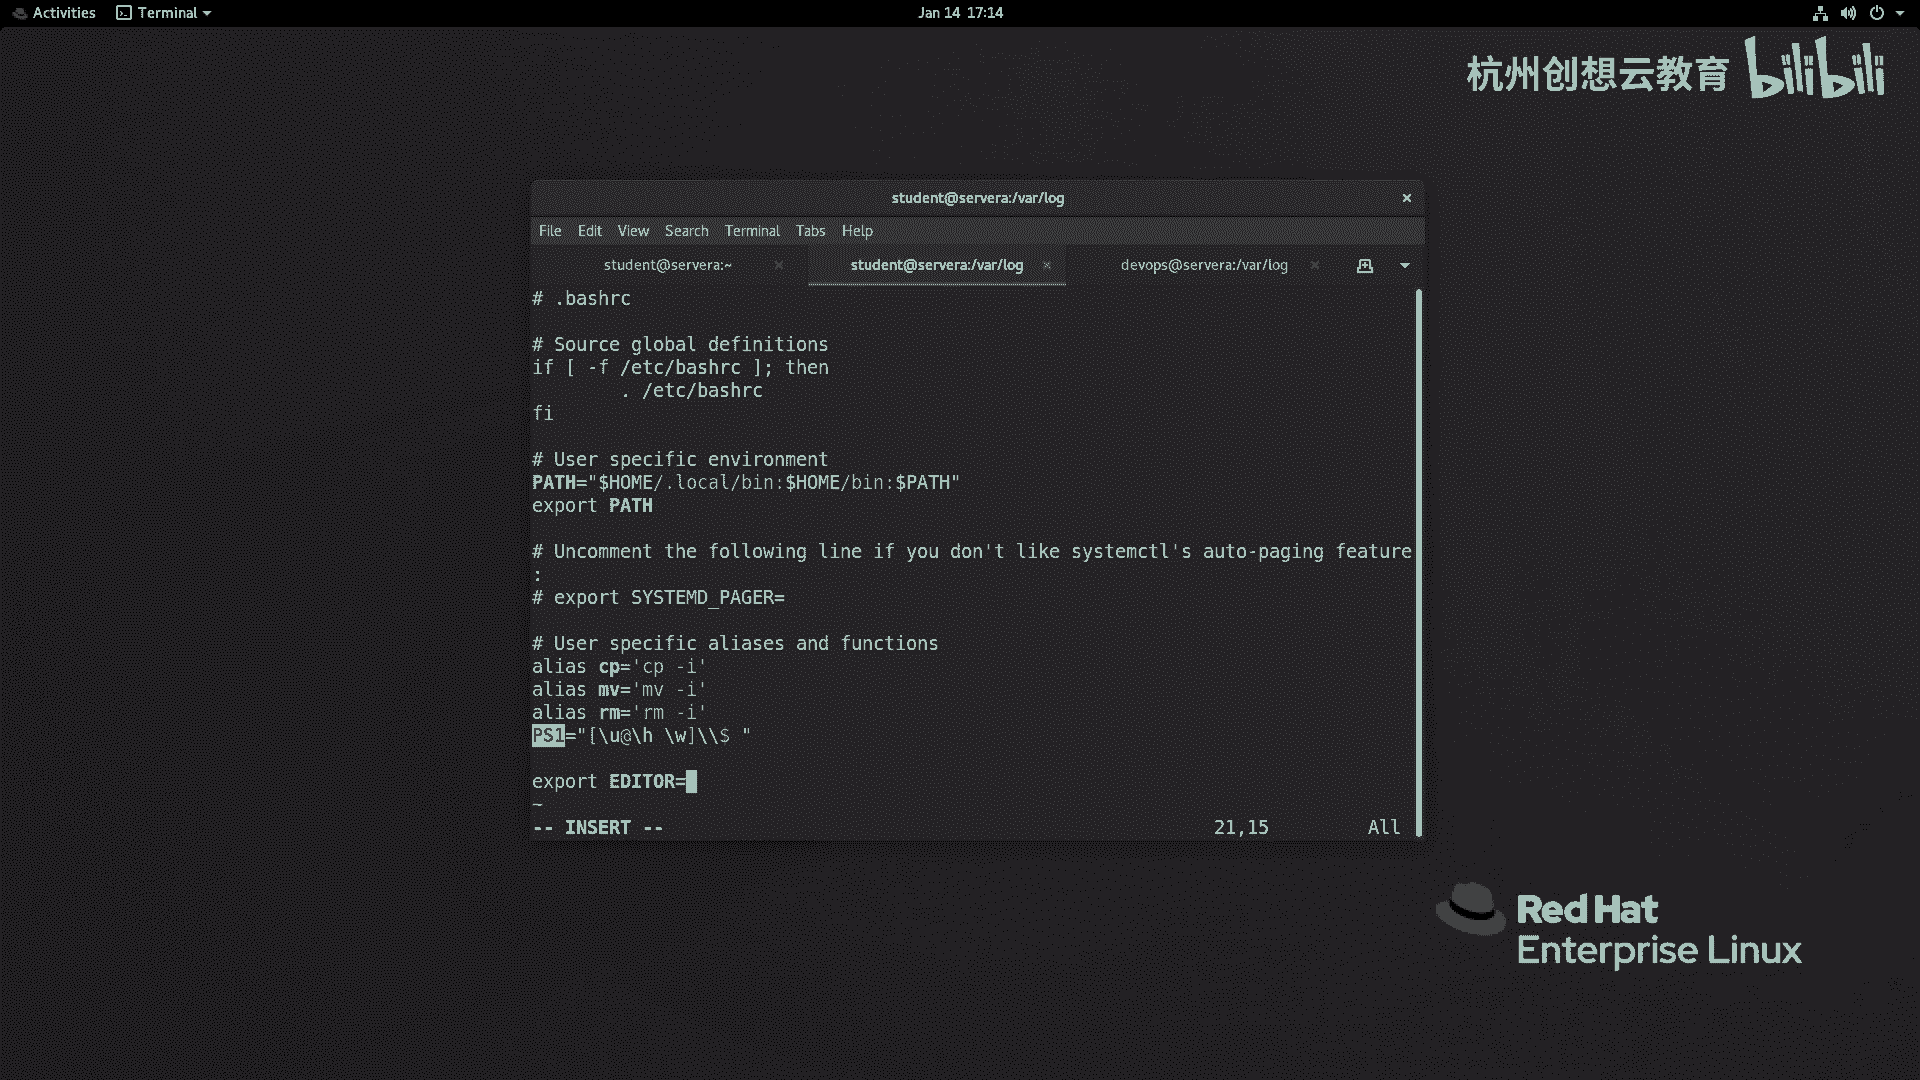 Activities
Terminal
Jan 14 17:14
杭州创想云教育 bilibili
student@servera:/var/log
File Edit View Search Terminal Tabs Help
student@servera:~
student@servera:/var/log
devops@servera:/var/log
# .bashrc
# Source global definitions
if [ -f /etc/bashrc ]; then
        . /etc/bashrc
fi
# User specific environment
PATH="$HOME/.local/bin:$HOME/bin:$PATH"
export PATH
# Uncomment the following line if you don't like systemctl's auto-paging feature
:
# export SYSTEMD_PAGER=
# User specific aliases and functions
alias cp='cp -i'
alias mv='mv -i'
alias rm='rm -i'
PS1="[\u@\h \w]\\$ "
export EDITOR=
~
-- INSERT -- 21,15 All
Red Hat
Enterprise Linux